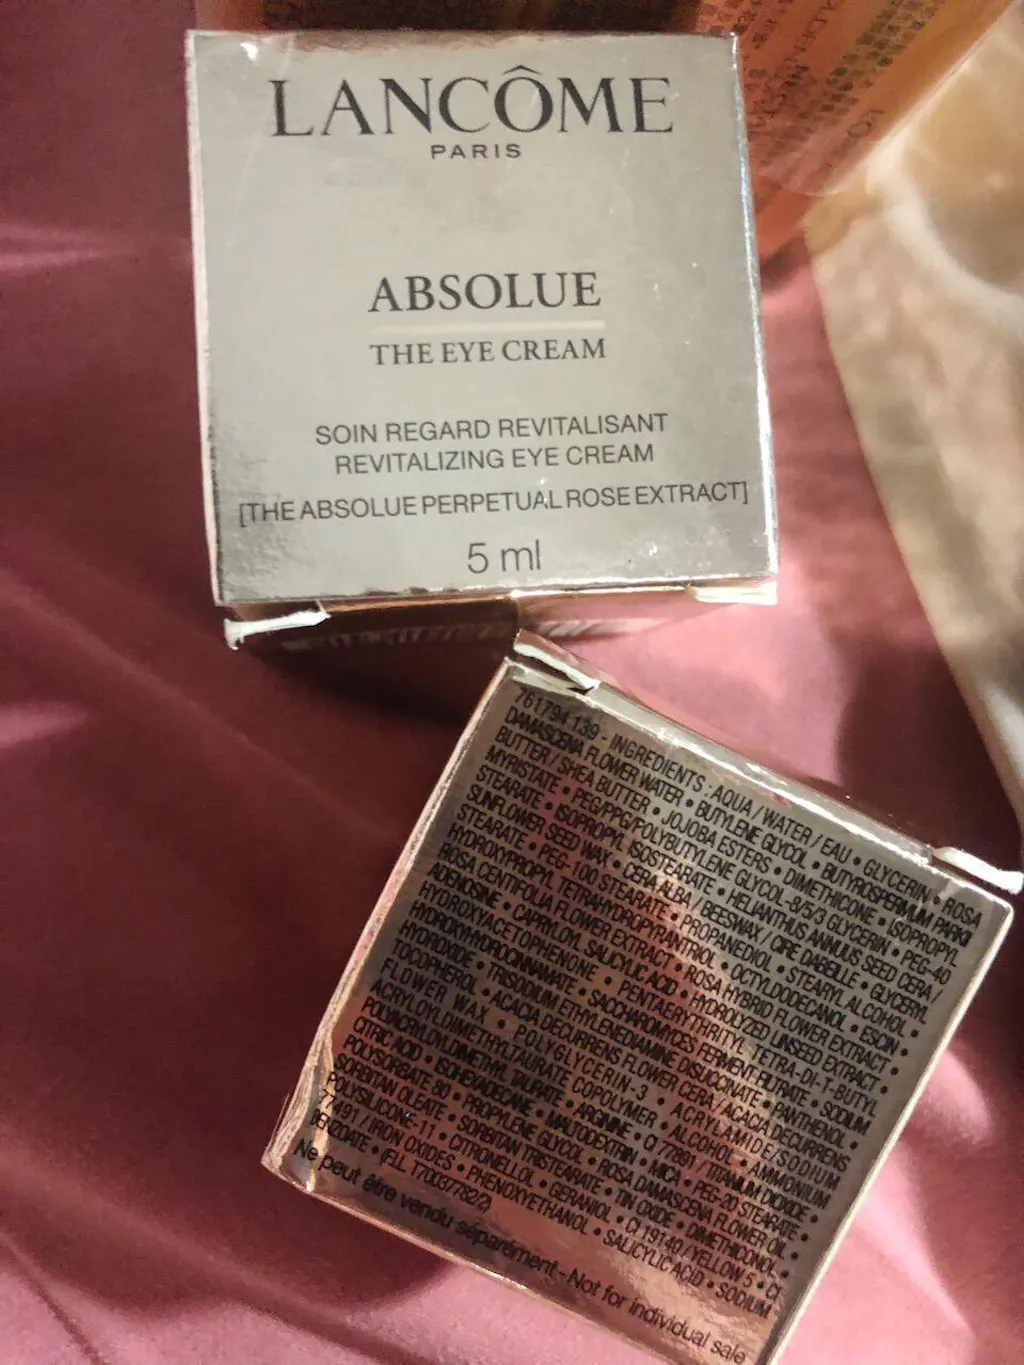 LANCÔME
PARIS
ABSOLUE
THE EYE CREAM
SOIN REGARD REVITALISANT
REVITALIZING EYE CREAM
[THE ABSOLUE PERPETUAL ROSE EXTRACT]
5 ml
761794 139 - INGREDIENTS : AQUA / WATER / EAU • GLYCERIN • ROSA
DAMASCENA FLOWER WATER • BUTYLENE GLYCOL • BUTYROSPERMUM PARKII
BUTTER / SHEA BUTTER • JOJOBA ESTERS • DIMETHICONE • ISOPROPYL
MYRISTATE • PEG/PPG/POLYBUTYLENE GLYCOL-8/5/3 GLYCERIN • PEG-40
STEARATE • ISOPROPYL ISOSTEARATE • HELIANTHUS ANNUUS SEED CERA /
SUNFLOWER SEED WAX • CERA ALBA / BEESWAX / CIRE DABEILLE • GLYCERYL
STEARATE • PEG-100 STEARATE • PROPANEDIOL • STEARYL ALCOHOL •
HYDROXYPROPYL TETRAHYDROPYRANTRIOL • OCTYLDODECANOL • ESCIN •
ROSA CENTIFOLIA FLOWER EXTRACT • ROSA HYBRID FLOWER EXTRACT •
ADENOSINE • CAPRYLOYL SALICYLIC ACID • HYDROLYZED LINSEED EXTRACT •
HYDROXYACETOPHENONE • PENTAERYTHRITYL TETRA-DI-T-BUTYL
HYDROXYHYDROCINNAMATE • SACCHAROMYCES FERMENT FILTRATE • SODIUM
HYDROXIDE • TRISODIUM ETHYLENEDIAMINE DISUCCINATE • PANTHENOL •
TOCOPHEROL • ACACIA DECURRENS FLOWER CERA / ACACIA DECURRENS
FLOWER WAX • POLYGLYCERIN-3 • ACRYLAMIDE/SODIUM
ACRYLOYLDIMETHYLTAURATE COPOLYMER • ALCOHOL • AMMONIUM
POLYACRYLOYLDIMETHYL TAURATE • ARGININE • CI 77891 / TITANIUM DIOXIDE •
CITRIC ACID • ISOHEXADECANE • MALTODEXTRIN • MICA • PEG-20 STEARATE •
POLYSORBATE 80 • PROPYLENE GLYCOL • ROSA DAMASCENA FLOWER OIL •
SORBITAN OLEATE • SORBITAN TRISTEARATE • TIN OXIDE • DIMETHICONOL •
POLYSILICONE-11 • CITRONELLOL • GERANIOL • CI 19140 / YELLOW 5 • CI
77491 / IRON OXIDES • PHENOXYETHANOL • SALICYLIC ACID • SODIUM
BENZOATE • (F.I.L. T70037782/2)
Ne peut être vendu séparément - Not for individual sale